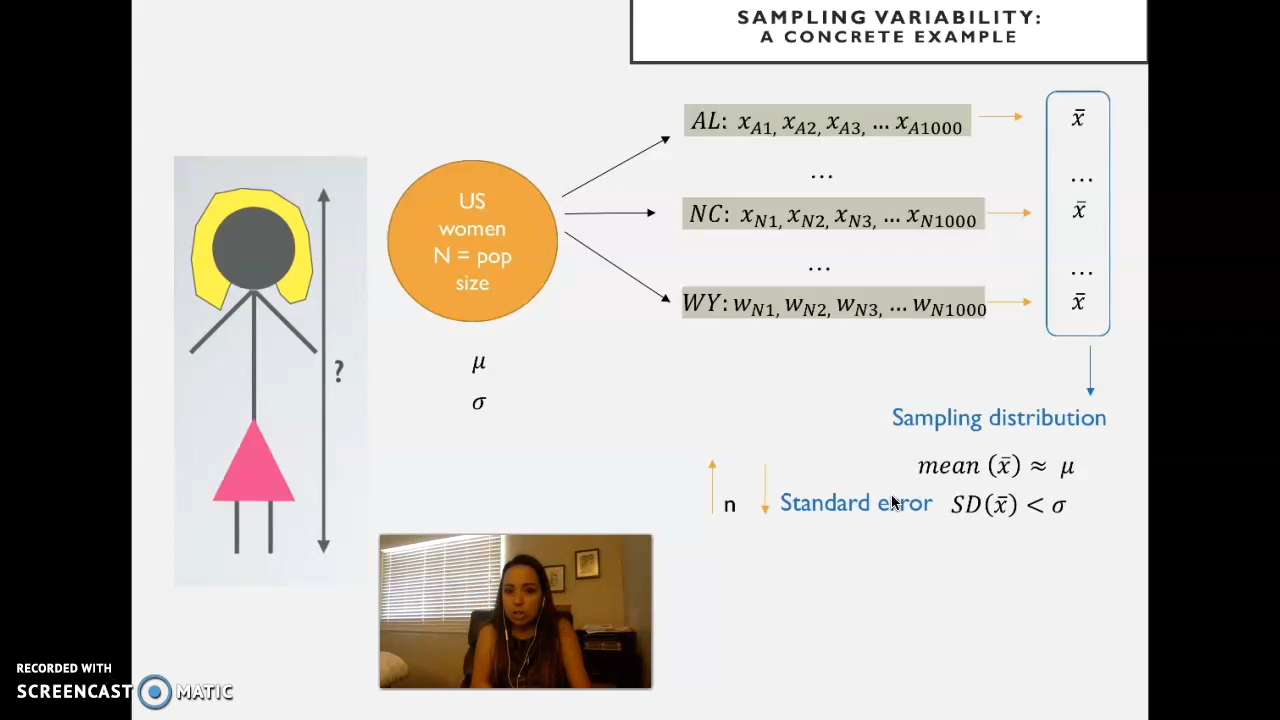 SAMPLING VARIABILITY:
A CONCRETE EXAMPLE
AL: x_A1, x_A2, x_A3, ... x_A1000
x̄
...
...
US
women
N = pop
size
NC: x_N1, x_N2, x_N3, ... x_N1000
x̄
...
...
WY: w_N1, w_N2, w_N3, ... w_N1000
x̄
μ
?
σ
Sampling distribution
mean (x̄) ≈ μ
n
Standard error
SD(x̄) < σ
RECORDED WITH
SCREENCAST MATIC